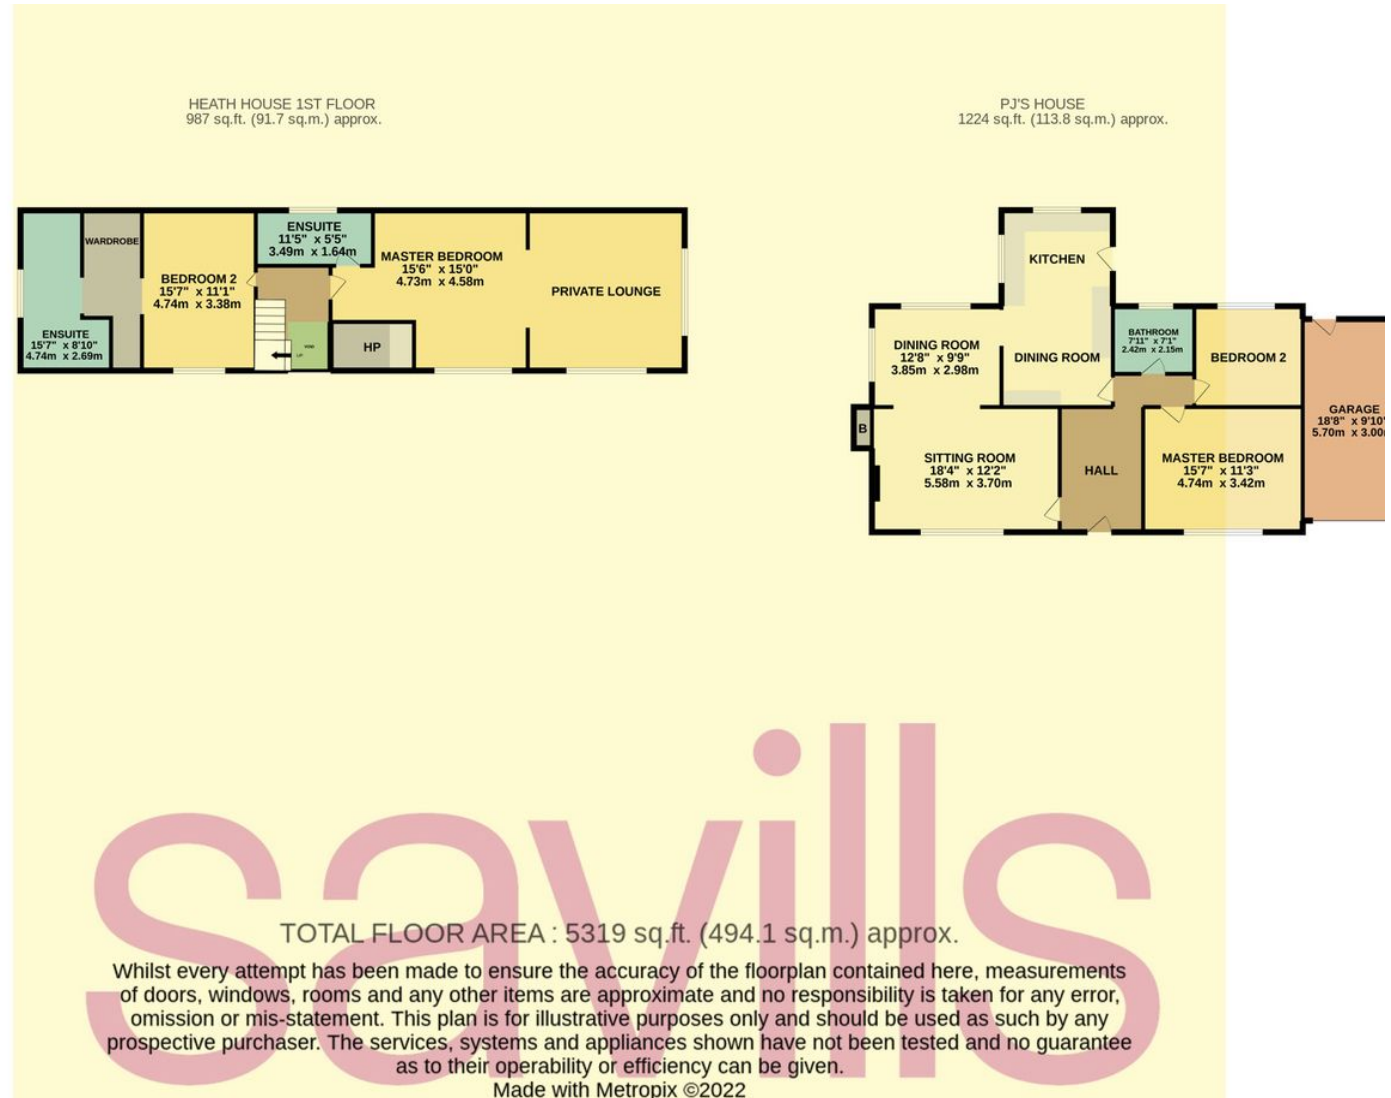 HEATH HOUSE 1ST FLOOR
987 sq.ft. (91.7 sq.m.) approx.
PJ'S HOUSE
1224 sq.ft. (113.8 sq.m.) approx.
WARDROBE
ENSUITE
11'5" x 5'5"
3.49m x 1.64m
MASTER BEDROOM
15'6" x 15'0"
4.73m x 4.58m
BEDROOM 2
15'7" x 11'1"
4.74m x 3.38m
PRIVATE LOUNGE
ENSUITE
15'7" x 8'10"
4.74m x 2.69m
UP
HP
KITCHEN
DINING ROOM
12'8" x 9'9"
3.85m x 2.98m
DINING ROOM
BATHROOM
7'11" x 7'1"
2.42m x 2.15m
BEDROOM 2
B
SITTING ROOM
18'4" x 12'2"
5.58m x 3.70m
HALL
MASTER BEDROOM
15'7" x 11'3"
4.74m x 3.42m
GARAGE
18'8" x 9'10"
5.70m x 3.00m
savills
TOTAL FLOOR AREA : 5319 sq.ft. (494.1 sq.m.) approx.
Whilst every attempt has been made to ensure the accuracy of the floorplan contained here, measurements
of doors, windows, rooms and any other items are approximate and no responsibility is taken for any error,
omission or mis-statement. This plan is for illustrative purposes only and should be used as such by any
prospective purchaser. The services, systems and appliances shown have not been tested and no guarantee
as to their operability or efficiency can be given.
Made with Metropix ©2022